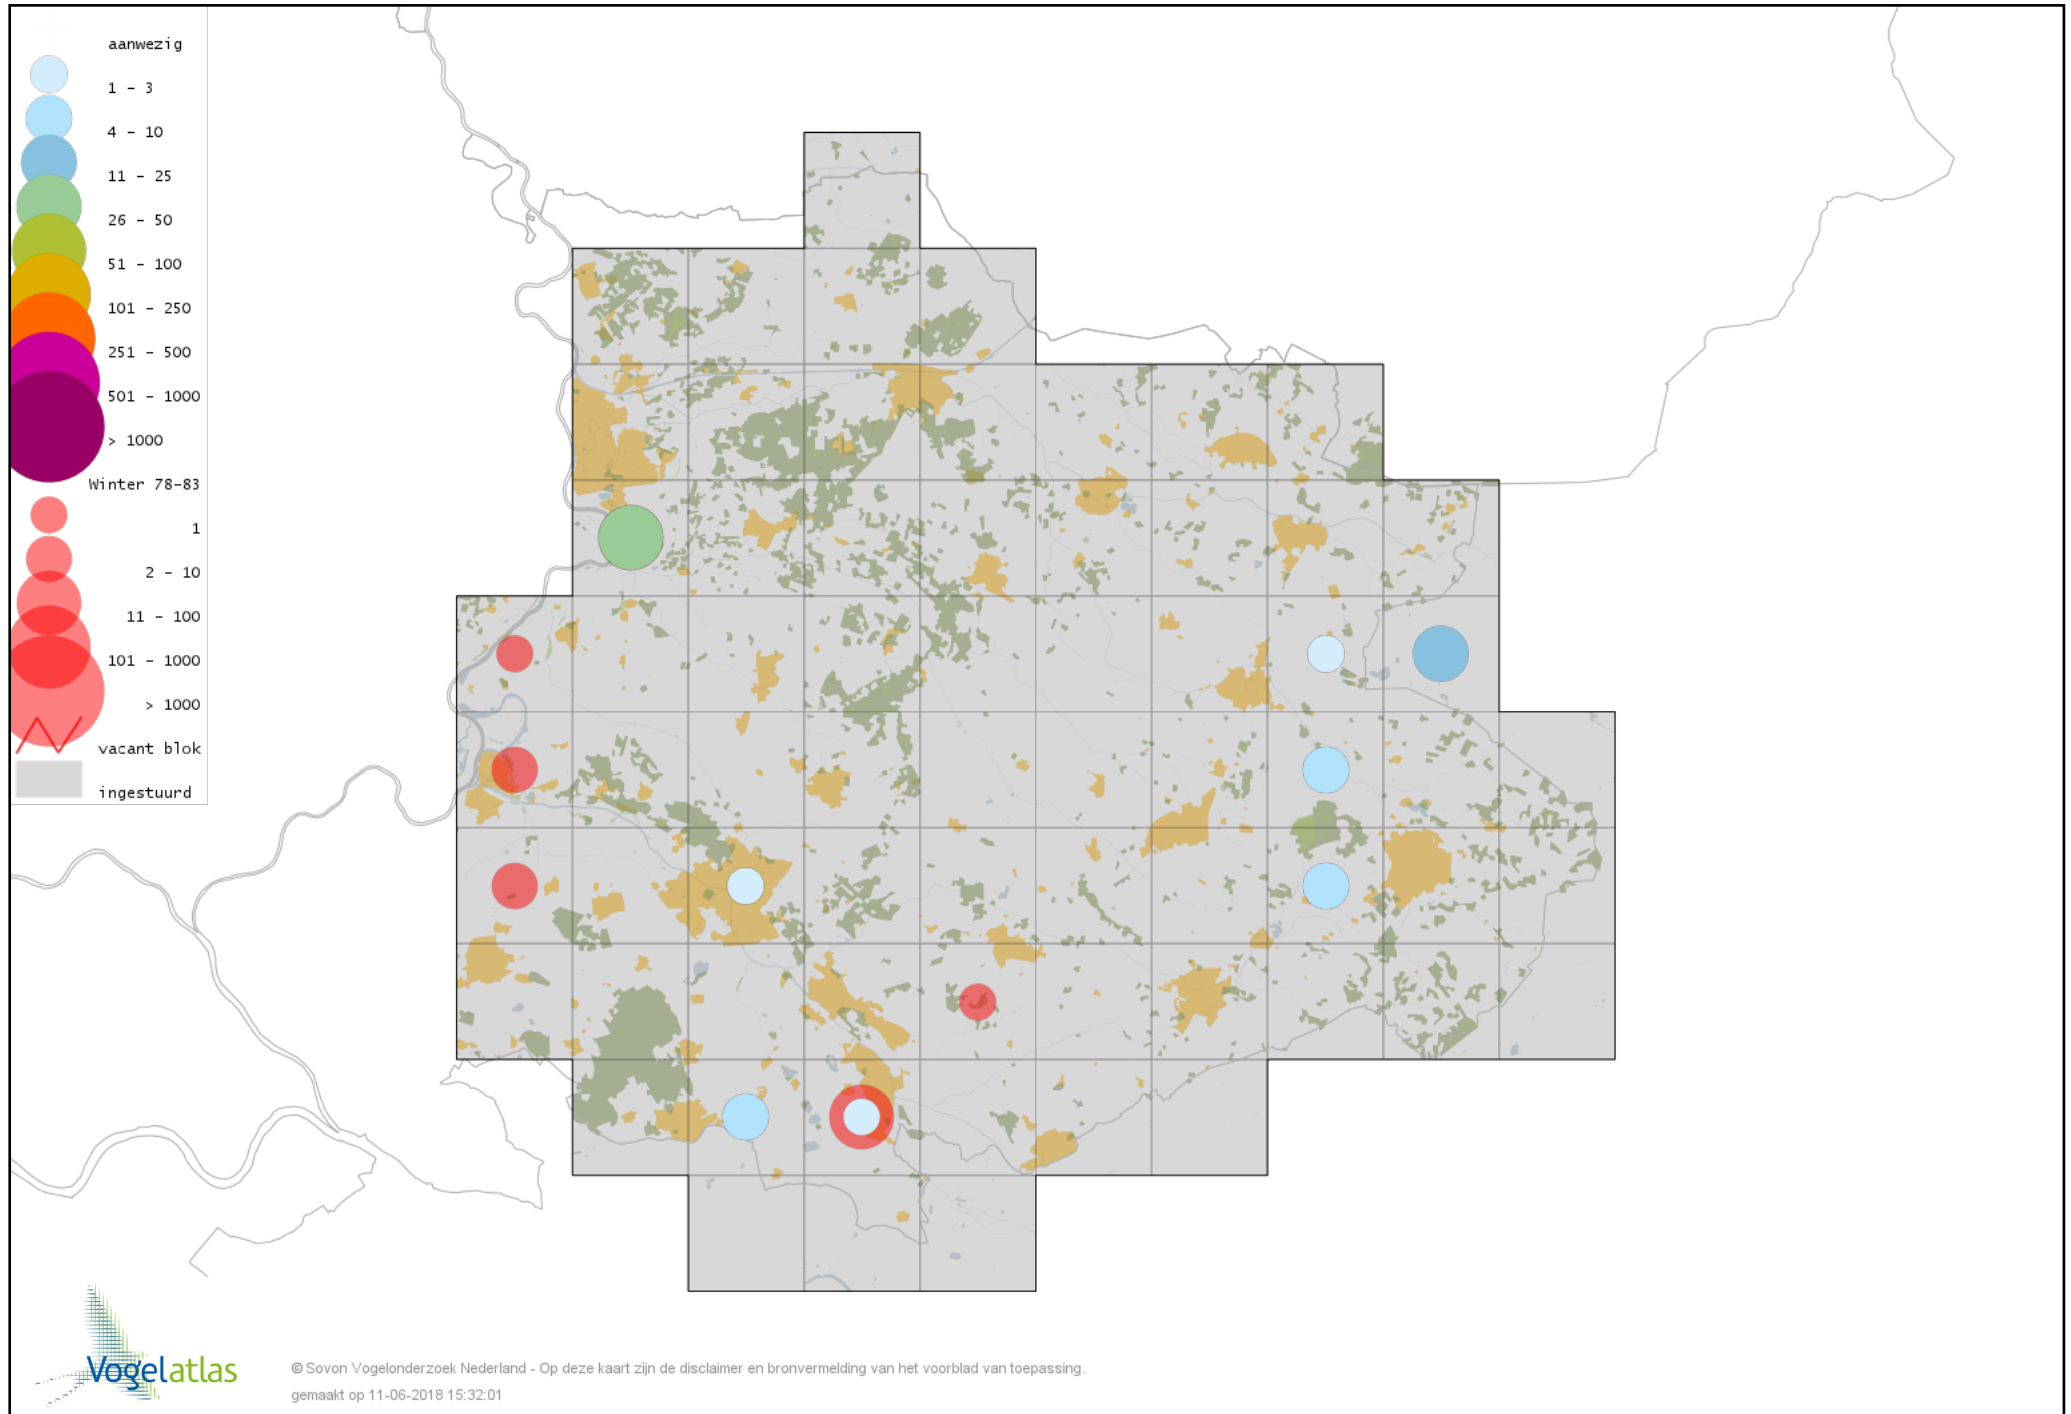 aanwezig
1 - 3
4 - 10
11 - 25
26 - 50
51 - 100
101 - 250
251 - 500
501 - 1000
> 1000
Winter 78-83
1
2 - 10
11 - 100
101 - 1000
> 1000
vacant blok
ingestuurd
Vogelatlas
© Sovon Vogelonderzoek Nederland - Op deze kaart zijn de disclaimer en bronvermelding van het voorblad van toepassing.
gemaakt op 11-06-2018 15:32:01